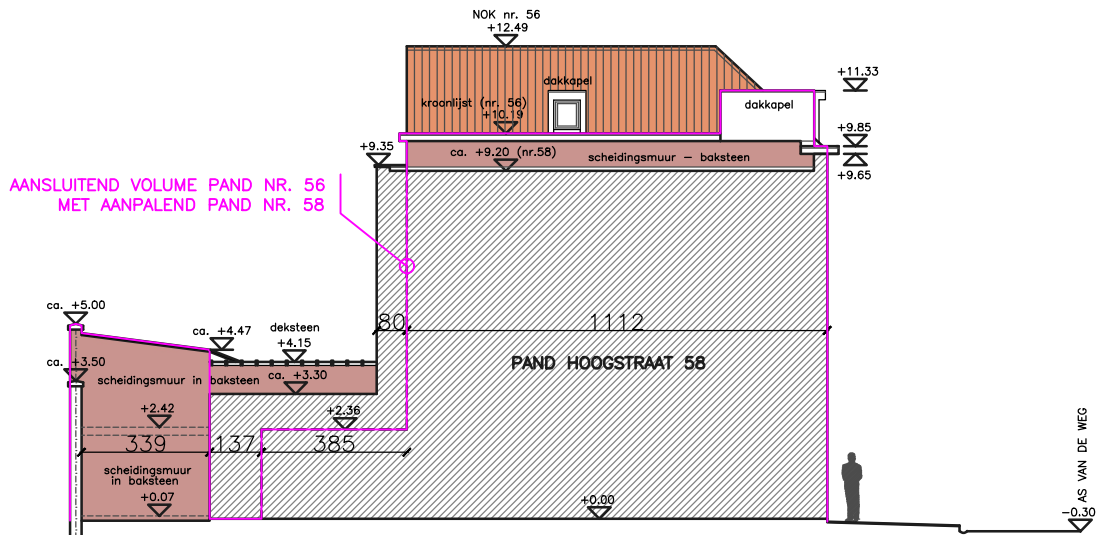 NOK nr. 56
+12.49
+11.33
dakkapel
dakkapel
kroonlijst (nr. 56)
+10.19
+9.85
+9.35
ca. +9.20 (nr.58)
scheidingsmuur – baksteen
+9.65
AANSLUITEND VOLUME PAND NR. 56
MET AANPALEND PAND NR. 58
ca. +5.00
ca. +4.47
deksteen
+4.15
80
1112
ca. +3.50
PAND HOOGSTRAAT 58
scheidingsmuur in baksteen
ca. +3.30
+2.42
+2.36
339
137
385
scheidingsmuur
in baksteen
+0.07
+0.00
AS VAN DE WEG
-0.30